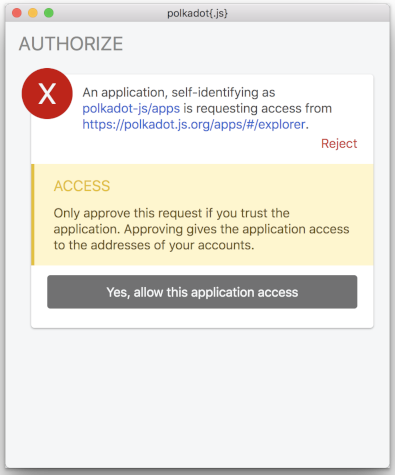 polkadot{.js}
AUTHORIZE
X
An application, self-identifying as
polkadot-js/apps is requesting access from
https://polkadot.js.org/apps/#/explorer.
Reject
ACCESS
Only approve this request if you trust the
application. Approving gives the application access
to the addresses of your accounts.
Yes, allow this application access